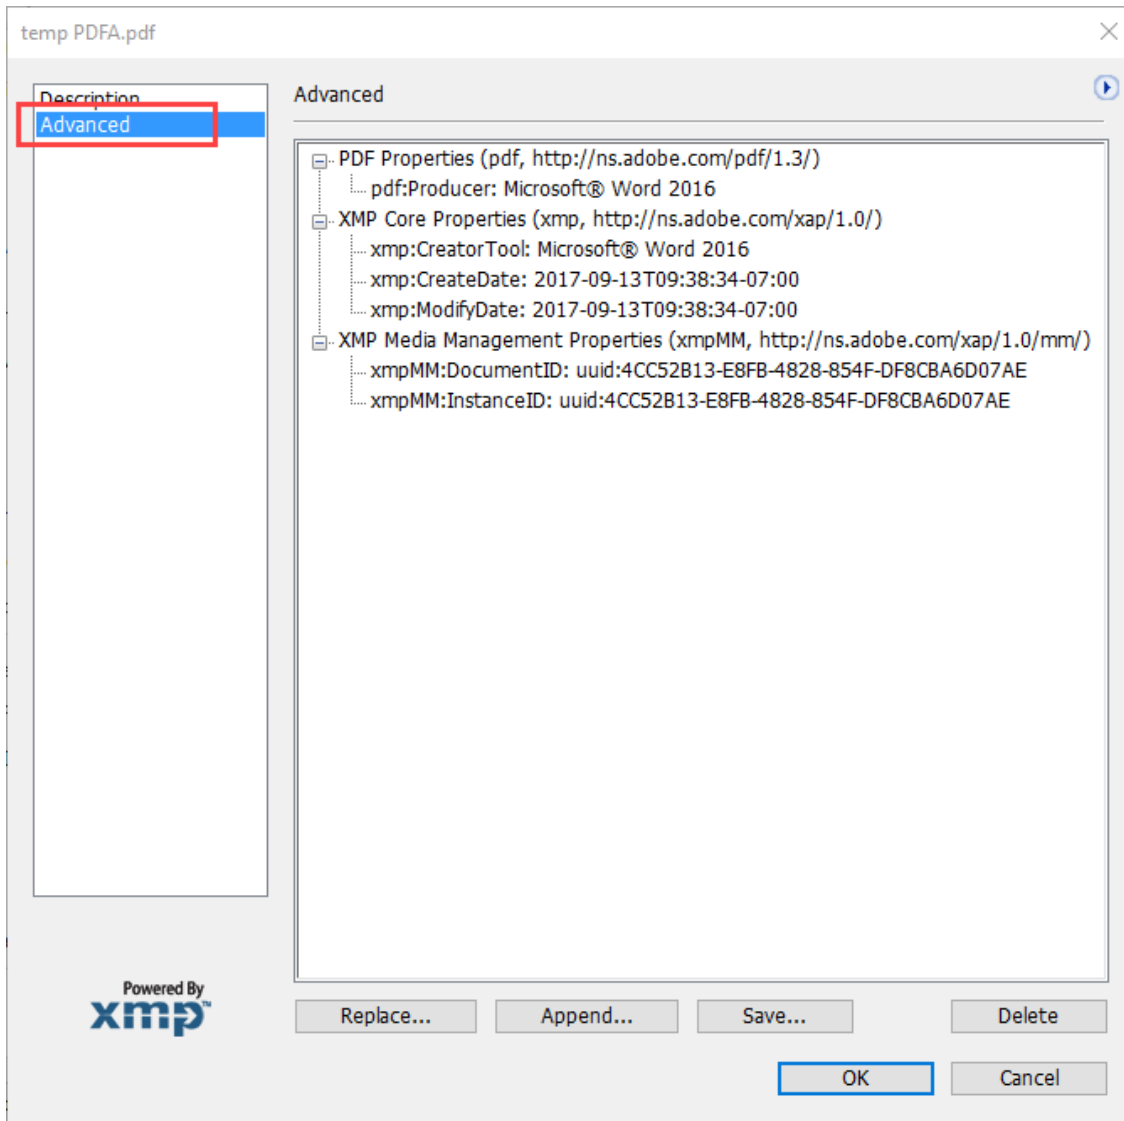 temp PDFA.pdf
Description
Advanced
Advanced
PDF Properties (pdf, http://ns.adobe.com/pdf/1.3/)
pdf:Producer: Microsoft® Word 2016
XMP Core Properties (xmp, http://ns.adobe.com/xap/1.0/)
xmp:CreatorTool: Microsoft® Word 2016
xmp:CreateDate: 2017-09-13T09:38:34-07:00
xmp:ModifyDate: 2017-09-13T09:38:34-07:00
XMP Media Management Properties (xmpMM, http://ns.adobe.com/xap/1.0/mm/)
xmpMM:DocumentID: uuid:4CC52B13-E8FB-4828-854F-DF8CBA6D07AE
xmpMM:InstanceID: uuid:4CC52B13-E8FB-4828-854F-DF8CBA6D07AE
Powered By
xmp™
Replace... Append... Save... Delete
OK Cancel